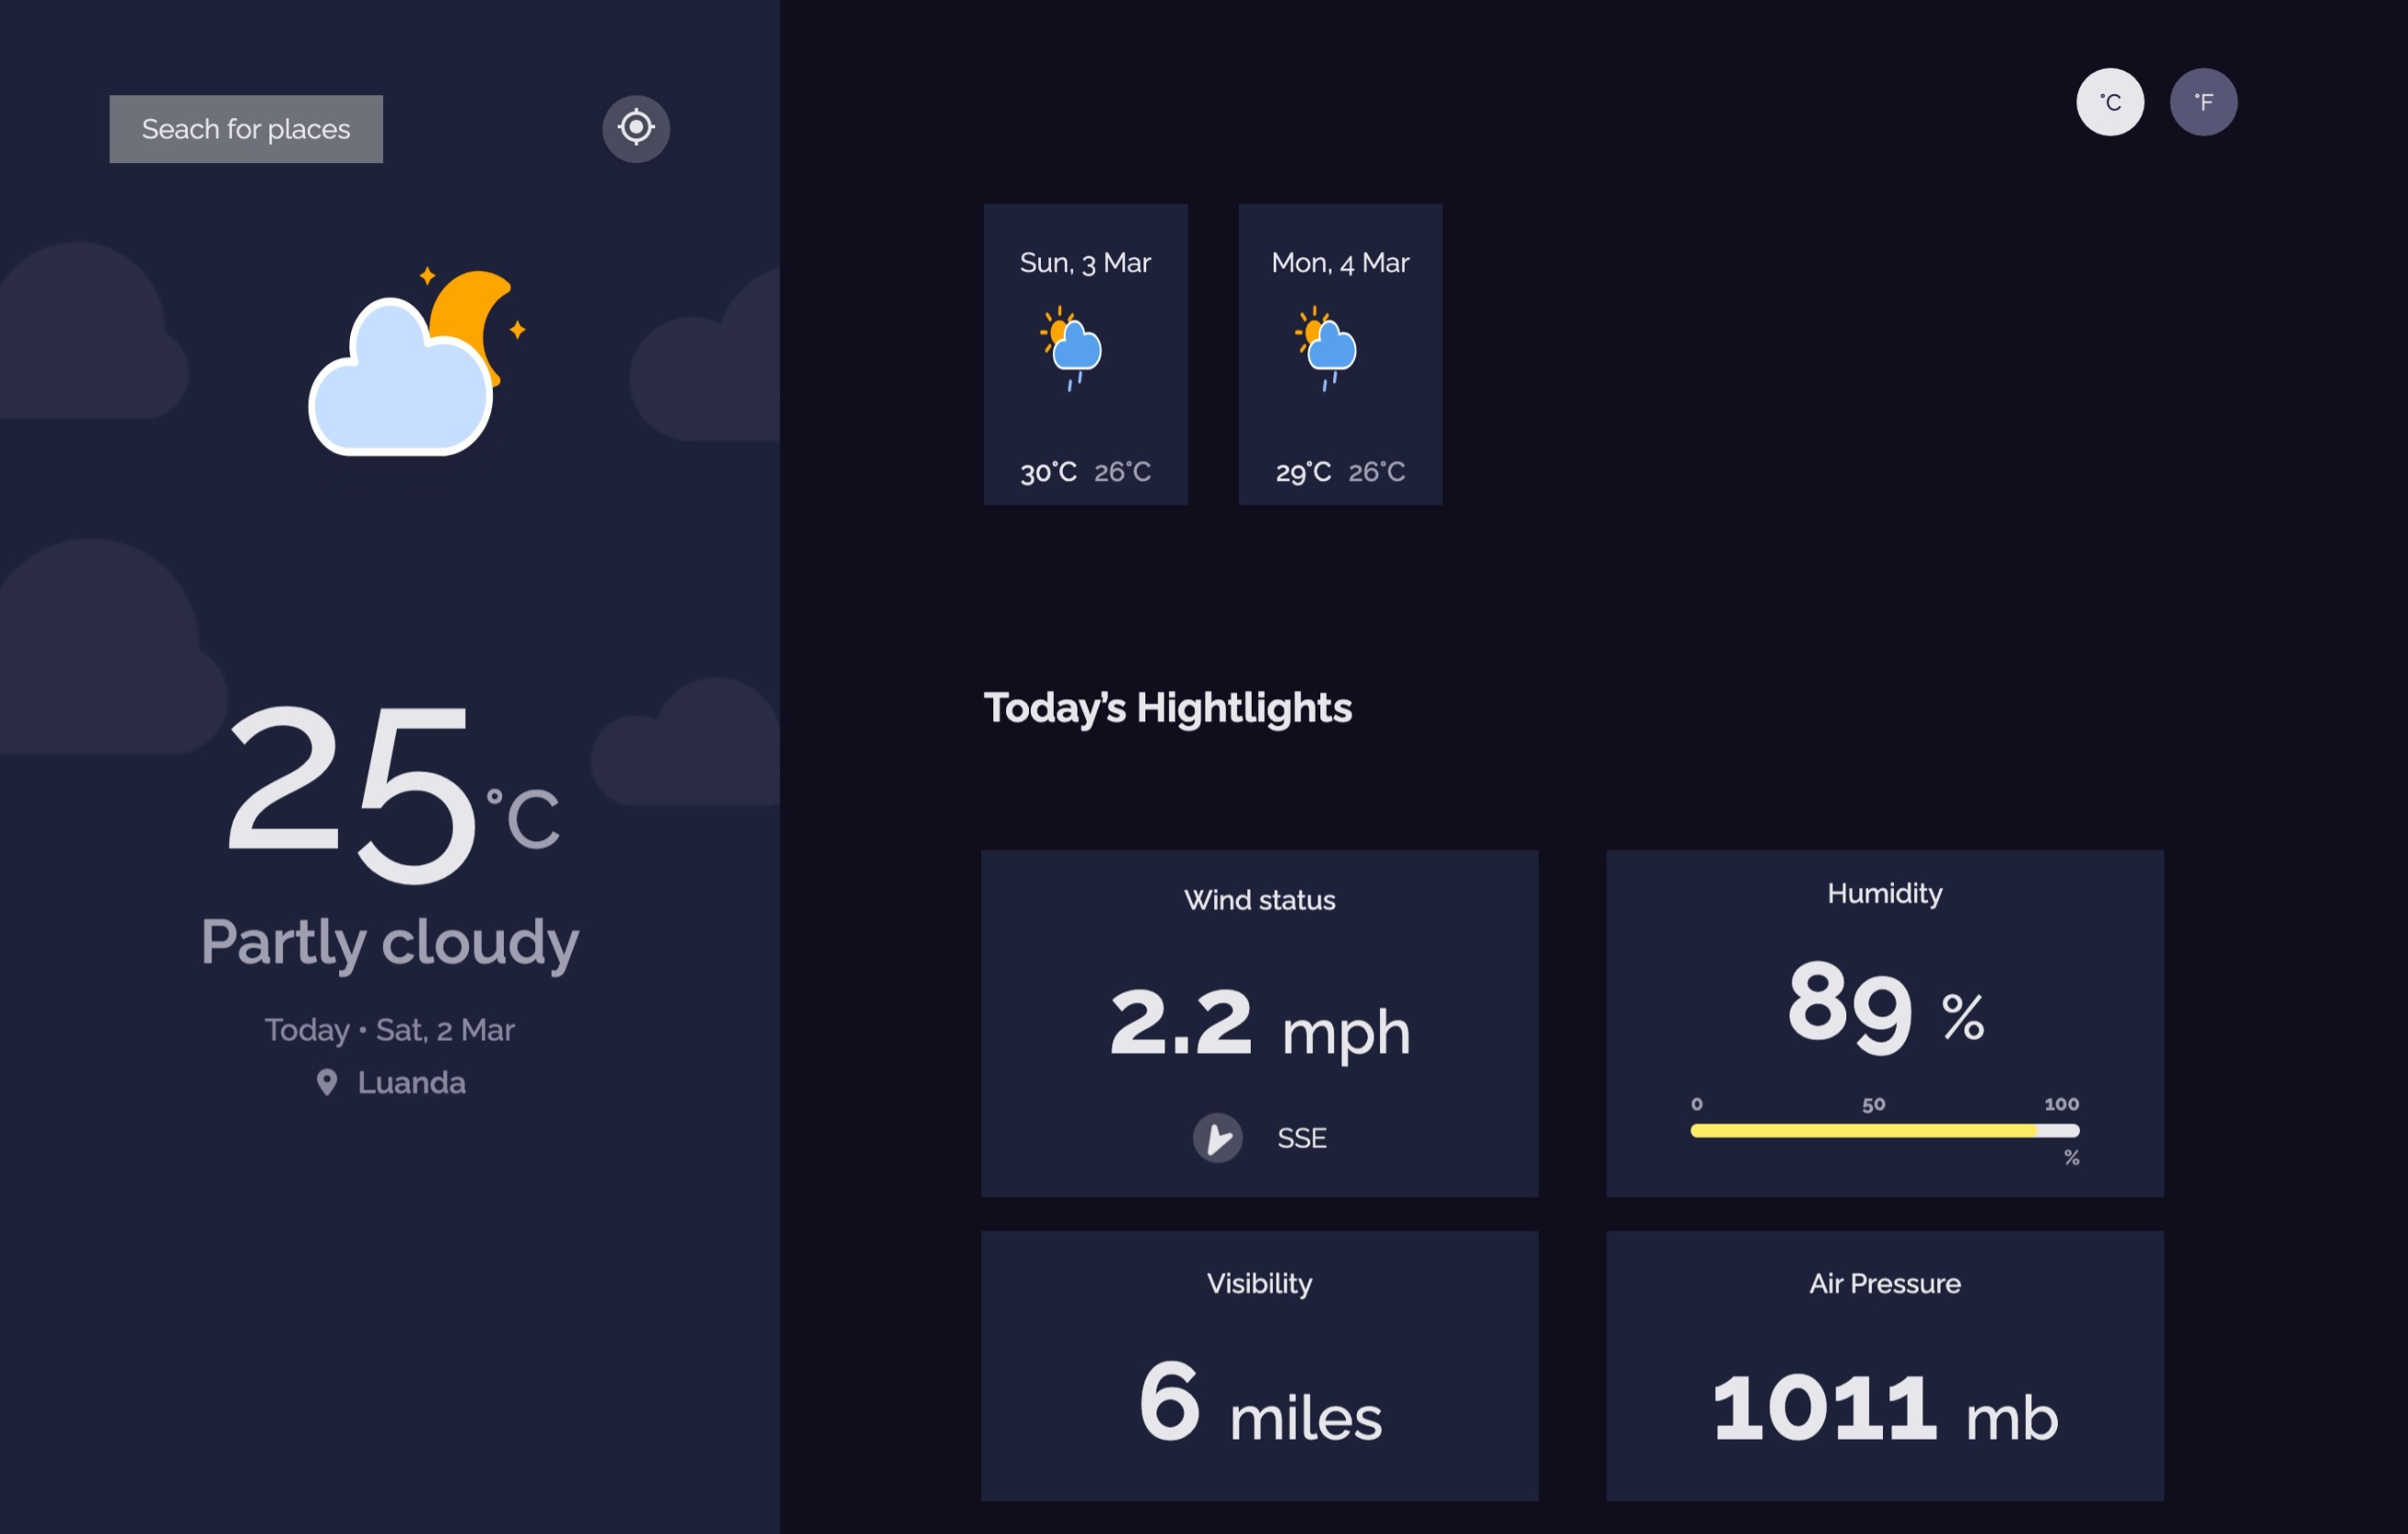 Seach for places
25°C
Partly cloudy
Today • Sat, 2 Mar
Luanda
°C °F
Sun, 3 Mar
30°C 26°C
Mon, 4 Mar
29°C 26°C
Today's Hightlights
Wind status
2.2 mph
SSE
Humidity
89 %
0 50 100
%
Visibility
6 miles
Air Pressure
1011 mb